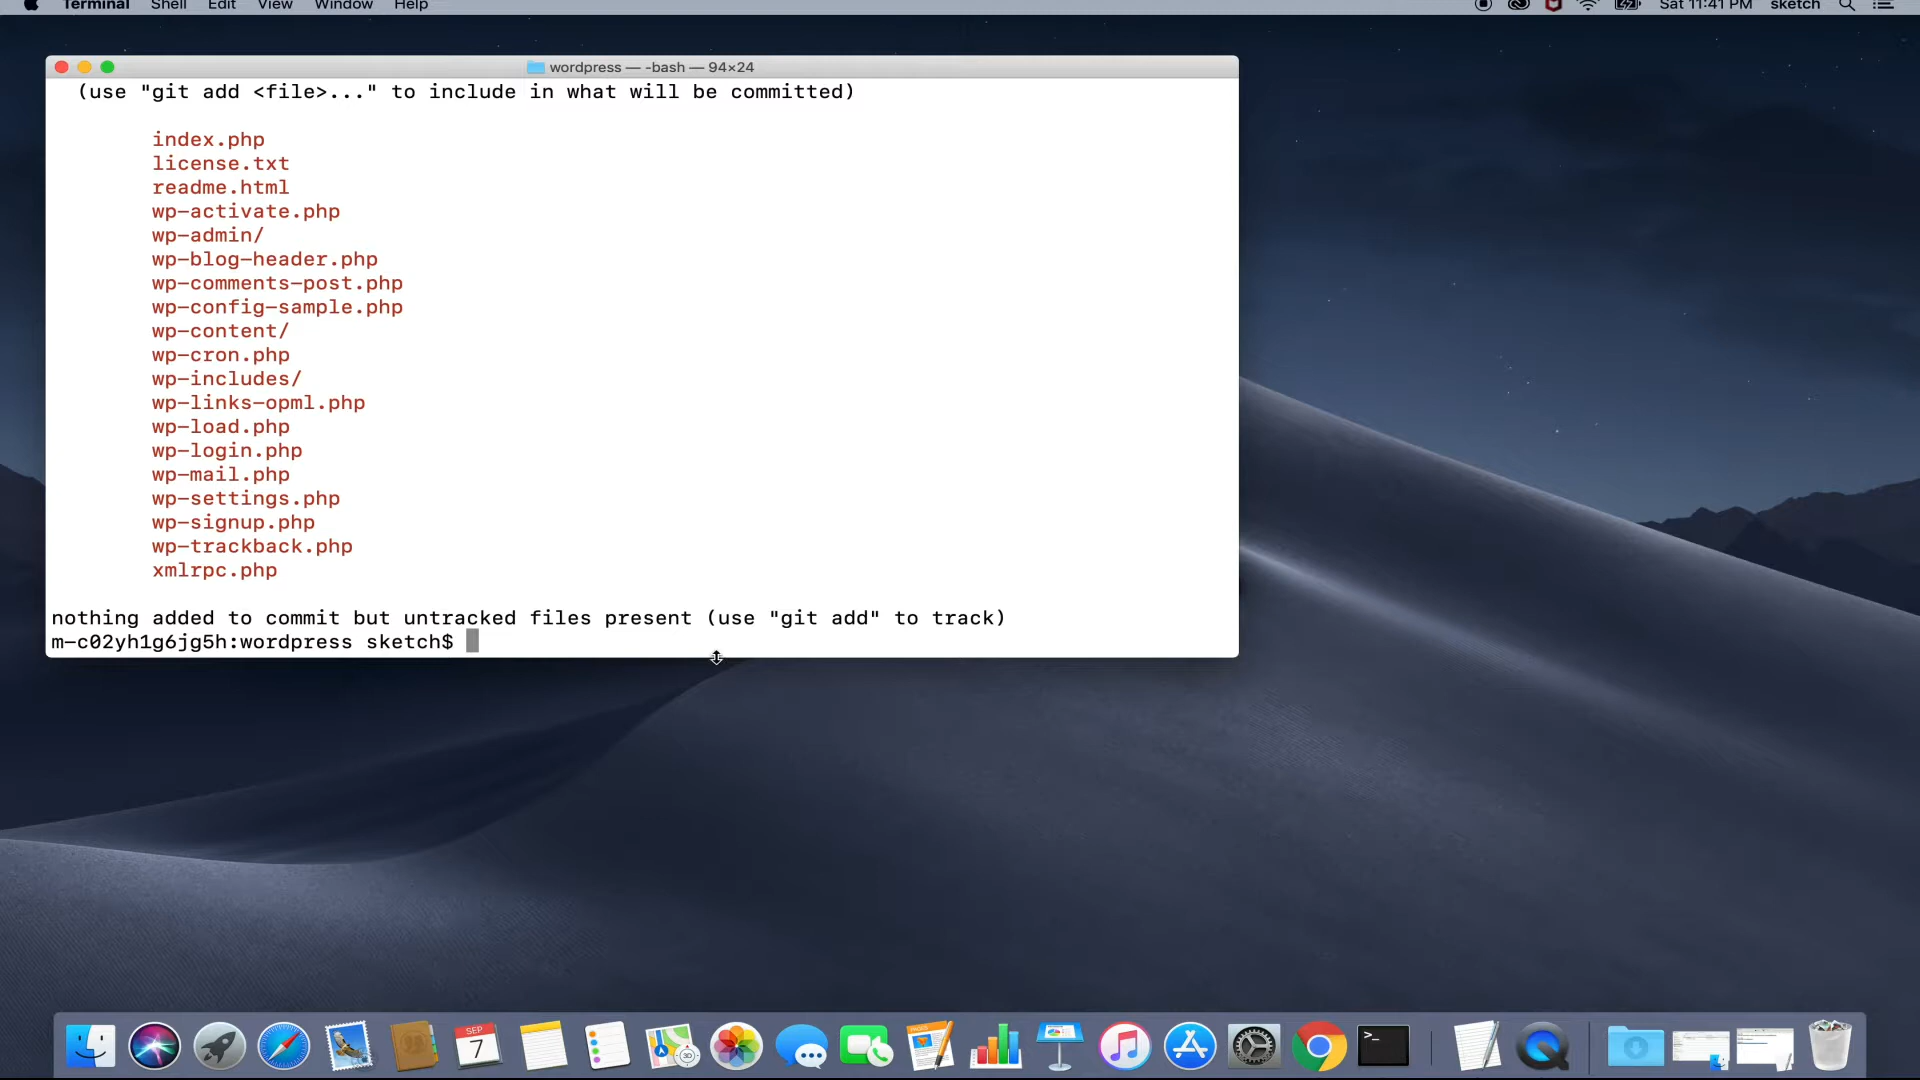 Terminal Shell Edit View Window Help Sat 11:41 PM sketch
wordpress — -bash — 94×24
(use "git add <file>..." to include in what will be committed)
index.php
license.txt
readme.html
wp-activate.php
wp-admin/
wp-blog-header.php
wp-comments-post.php
wp-config-sample.php
wp-content/
wp-cron.php
wp-includes/
wp-links-opml.php
wp-load.php
wp-login.php
wp-mail.php
wp-settings.php
wp-signup.php
wp-trackback.php
xmlrpc.php
nothing added to commit but untracked files present (use "git add" to track)
m-c02yh1g6jg5h:wordpress sketch$
SEP
7
PAGES
3D
>_